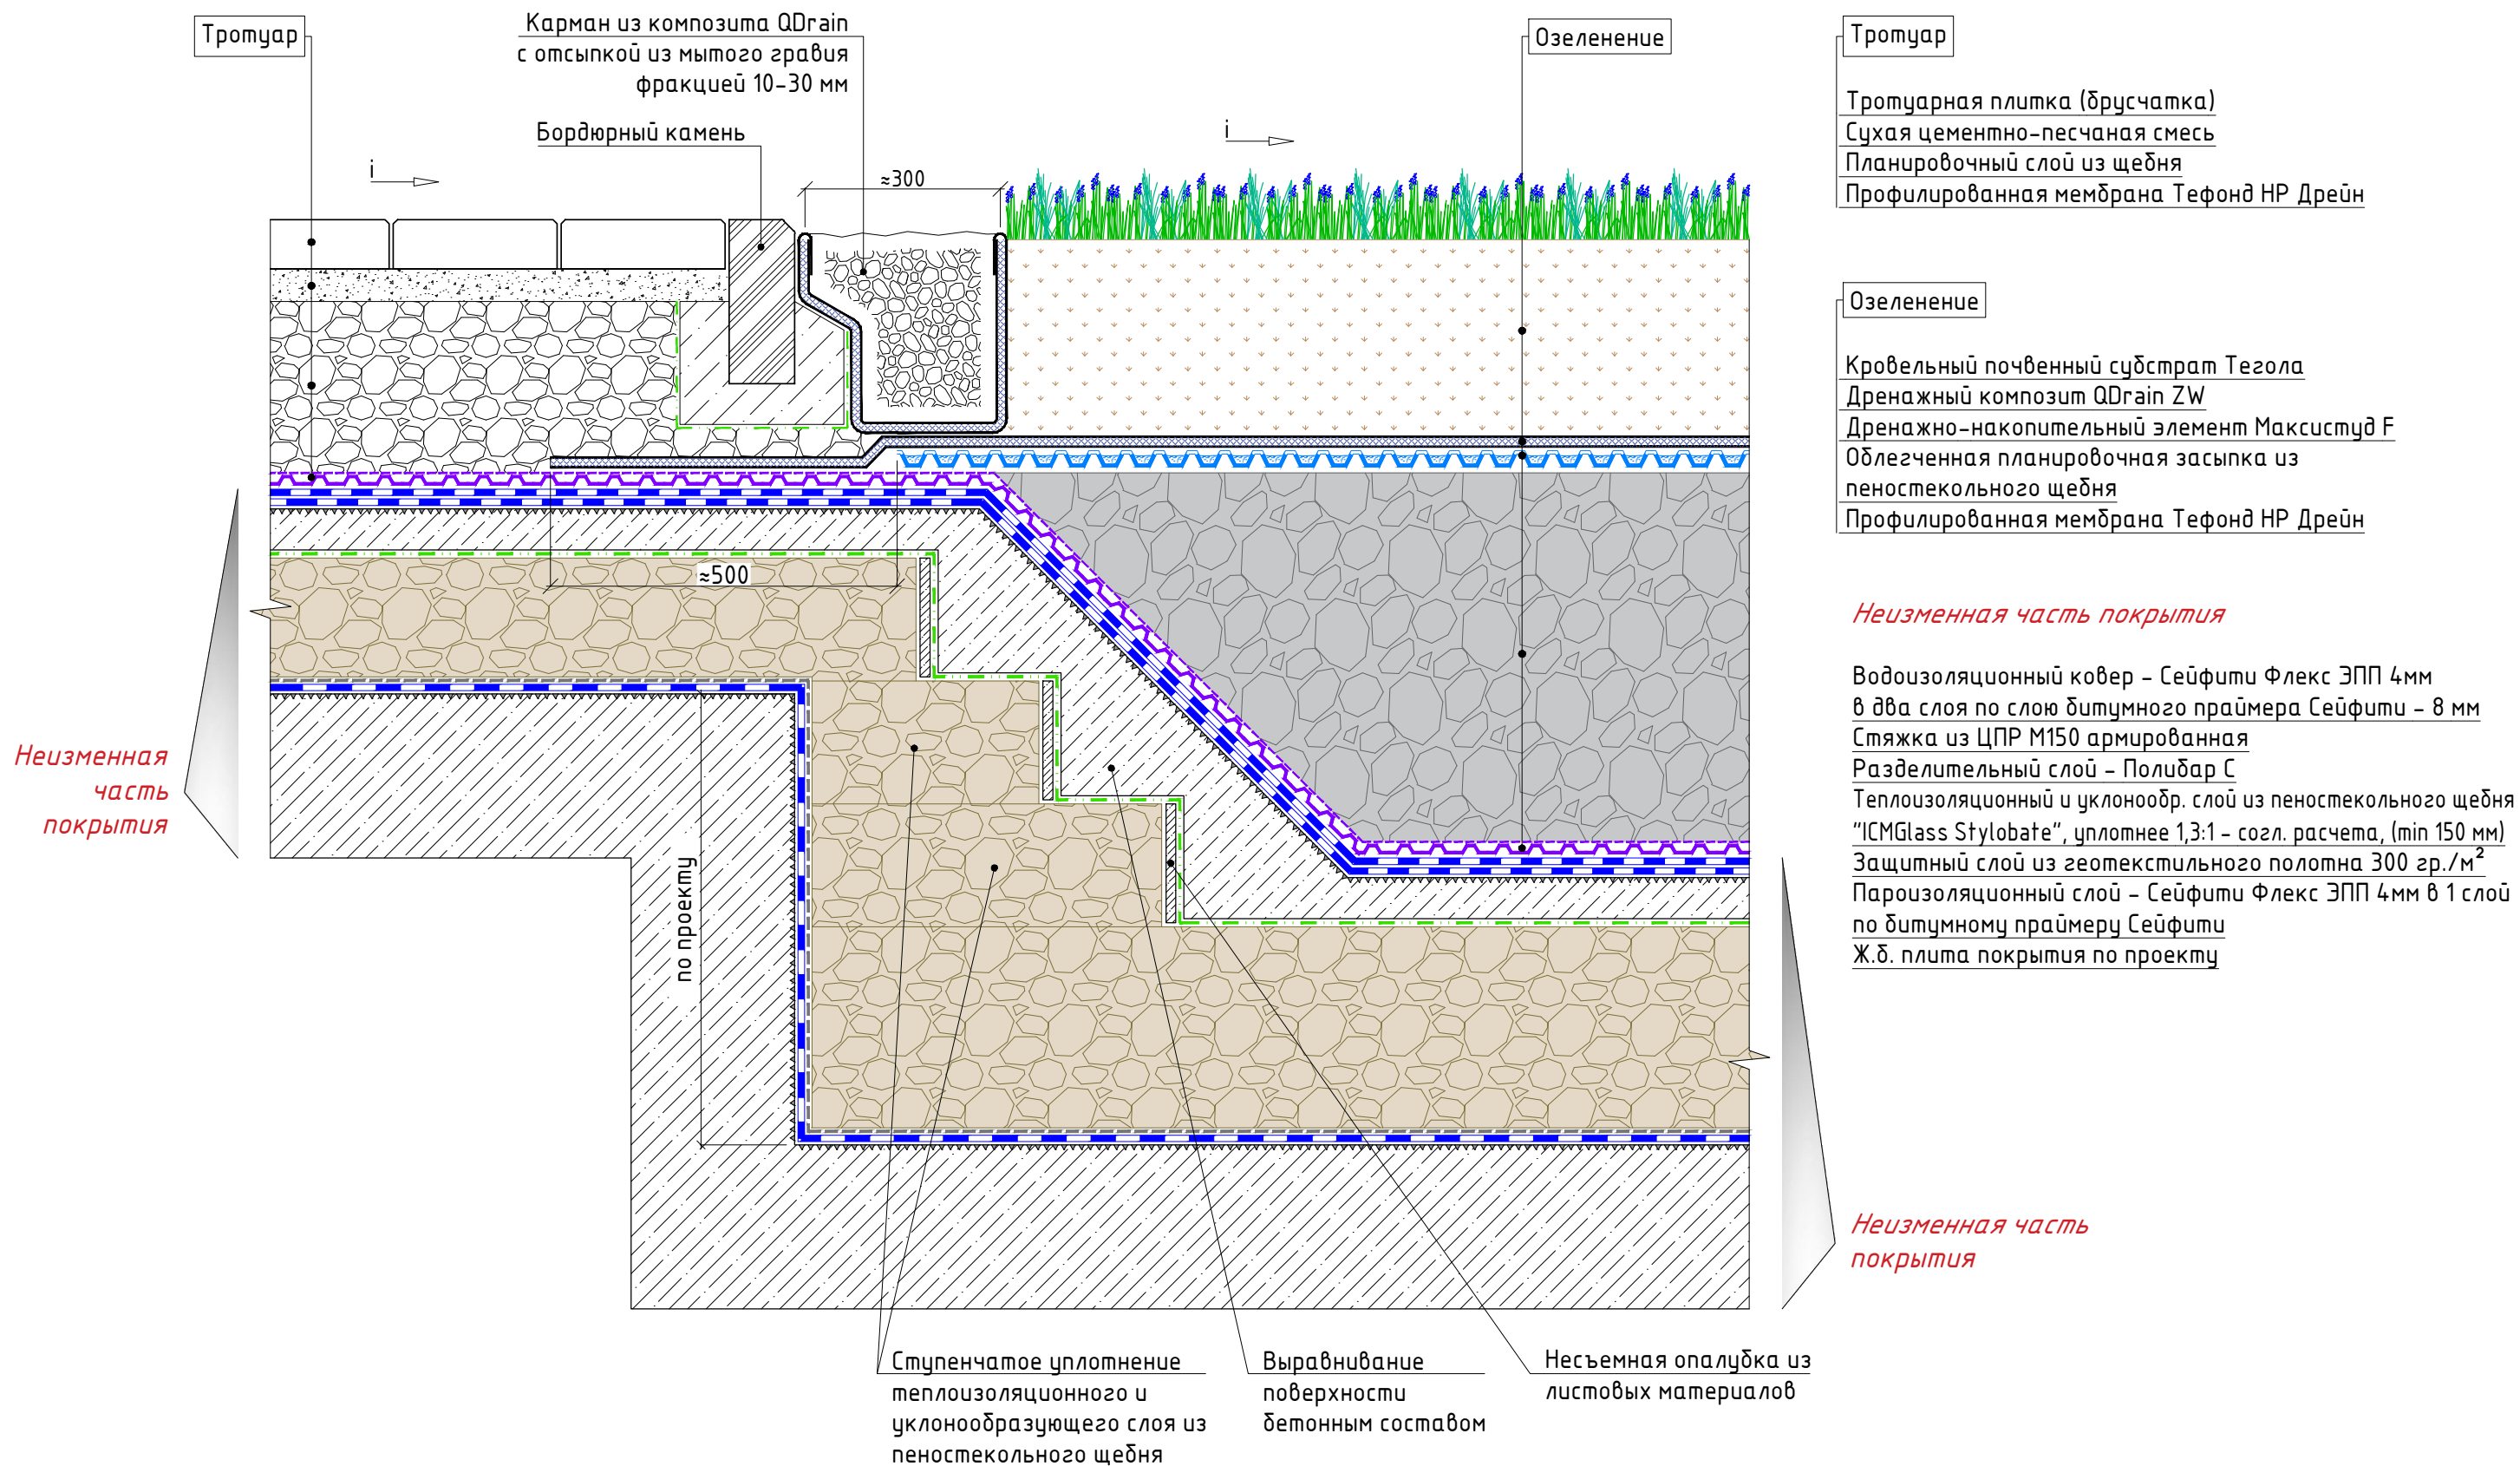 Тротуар
Карман из композита QDrain
с отсыпкой из мытого гравия
фракцией 10-30 мм
Бордюрный камень
i
≈300
i
Озеленение
≈500
по проекту
Неизменная
часть
покрытия
Ступенчатое уплотнение
теплоизоляционного и
уклонообразующего слоя из
пеностекольного щебня
Выравнивание
поверхности
бетонным составом
Несъемная опалубка из
листовых материалов
Тротуар
Тротуарная плитка (брусчатка)
Сухая цементно-песчаная смесь
Планировочный слой из щебня
Профилированная мембрана Тефонд НР Дрейн
Озеленение
Кровельный почвенный субстрат Тегола
Дренажный композит QDrain ZW
Дренажно-накопительный элемент Максистуд F
Облегченная планировочная засыпка из
пеностекольного щебня
Профилированная мембрана Тефонд НР Дрейн
Неизменная часть покрытия
Водоизоляционный ковер - Сейфити Флекс ЭПП 4мм
в два слоя по слою битумного праймера Сейфити - 8 мм
Стяжка из ЦПР М150 армированная
Разделительный слой - Полибар С
Теплоизоляционный и уклонообр. слой из пеностекольного щебня
"ICMGlass Stylobate", уплотнее 1,3:1 - согл. расчета, (min 150 мм)
Защитный слой из геотекстильного полотна 300 гр./м²
Пароизоляционный слой - Сейфити Флекс ЭПП 4мм в 1 слой
по битумному праймеру Сейфити
Ж.б. плита покрытия по проекту
Неизменная часть
покрытия